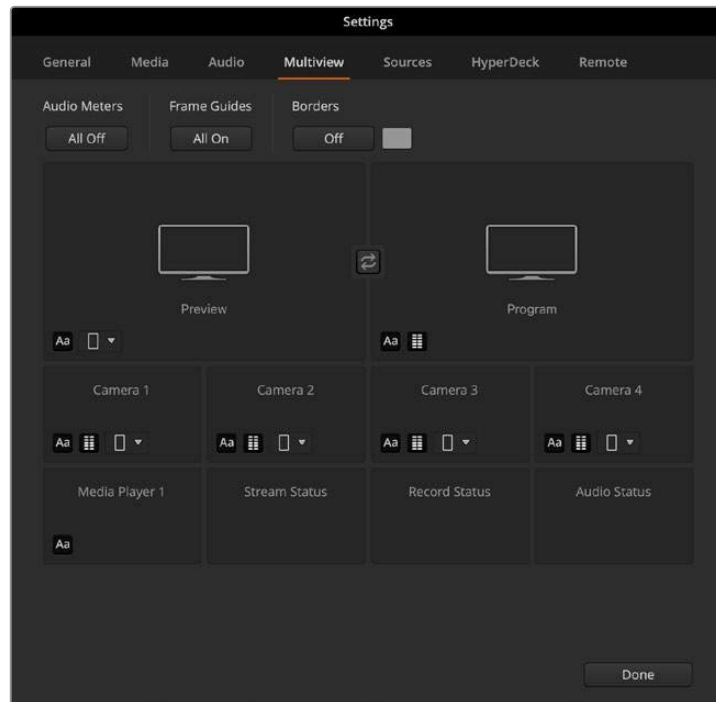 Settings
General Media Audio Multiview Sources HyperDeck Remote
Audio Meters Frame Guides Borders
All Off All On Off
Preview Program
Aa Aa
Camera 1 Camera 2 Camera 3 Camera 4
Aa Aa Aa Aa
Media Player 1 Stream Status Record Status Audio Status
Aa
Done